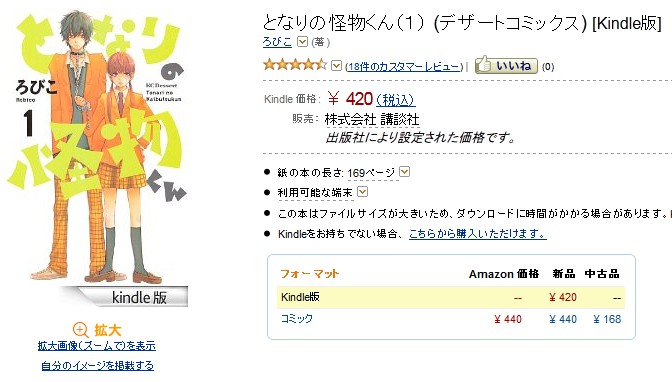 となりの
怪物
くん
ろびこ
Robico
KC Dessert
Tonari no
Kaibutsukun
1
kindle 版
拡大
拡大画像(ズームで)を表示
自分のイメージを掲載する
となりの怪物くん(1) (デザートコミックス) [Kindle版]
ろびこ (著)
(18件のカスタマーレビュー) | いいね (0)
Kindle 価格: ￥ 420 (税込)
販売: 株式会社 講談社
出版社により設定された価格です。
紙の本の長さ: 169ページ
利用可能な端末
この本はファイルサイズが大きいため、ダウンロードに時間がかかる場合があります。
Kindleをお持ちでない場合、こちらから購入いただけます。
フォーマット Amazon 価格 新品 中古品
Kindle版 -- ￥ 420 --
コミック ￥ 440 ￥ 440 ￥ 168